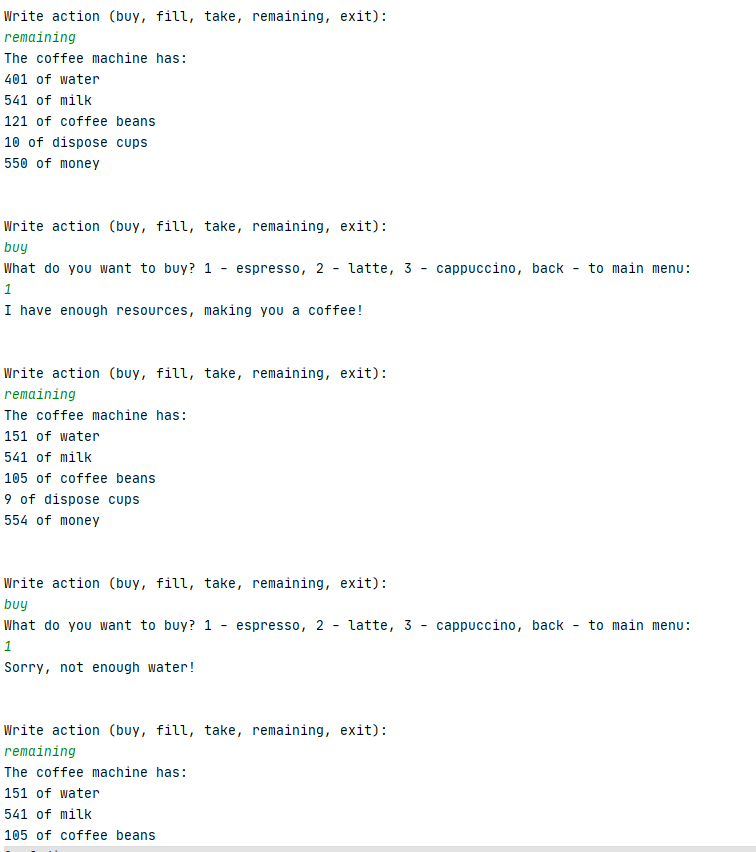 Write action (buy, fill, take, remaining, exit):
remaining
The coffee machine has:
401 of water
541 of milk
121 of coffee beans
10 of dispose cups
550 of money
Write action (buy, fill, take, remaining, exit):
buy
What do you want to buy? 1 - espresso, 2 - latte, 3 - cappuccino, back - to main menu:
1
I have enough resources, making you a coffee!
Write action (buy, fill, take, remaining, exit):
remaining
The coffee machine has:
151 of water
541 of milk
105 of coffee beans
9 of dispose cups
554 of money
Write action (buy, fill, take, remaining, exit):
buy
What do you want to buy? 1 - espresso, 2 - latte, 3 - cappuccino, back - to main menu:
1
Sorry, not enough water!
Write action (buy, fill, take, remaining, exit):
remaining
The coffee machine has:
151 of water
541 of milk
105 of coffee beans